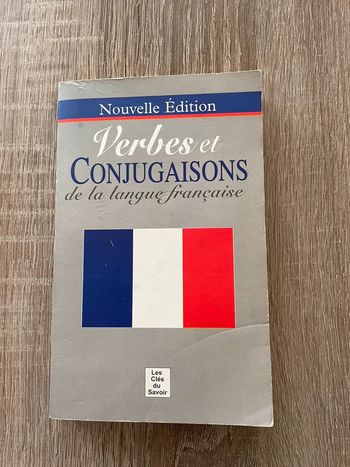 Nouvelle Édition
Verbes et
CONJUGAISONS
de la langue française
Les
Clés
du
Savoir